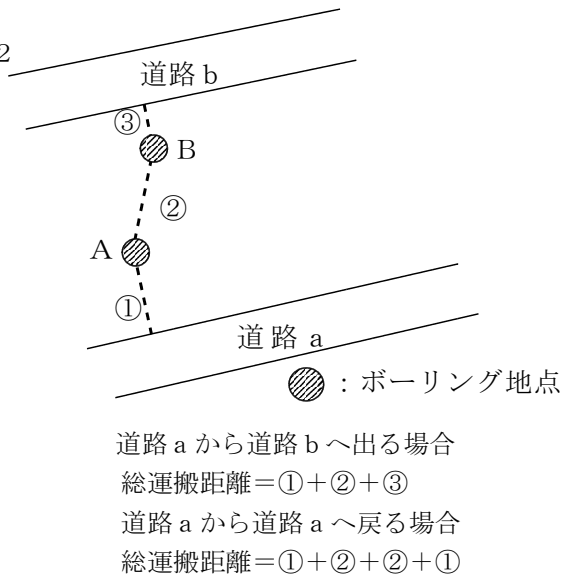 2
道路 b
③
B
②
A
①
道路 a
：ボーリング地点
道路 a から道路 b へ出る場合
総運搬距離＝①＋②＋③
道路 a から道路 a へ戻る場合
総運搬距離＝①＋②＋②＋①